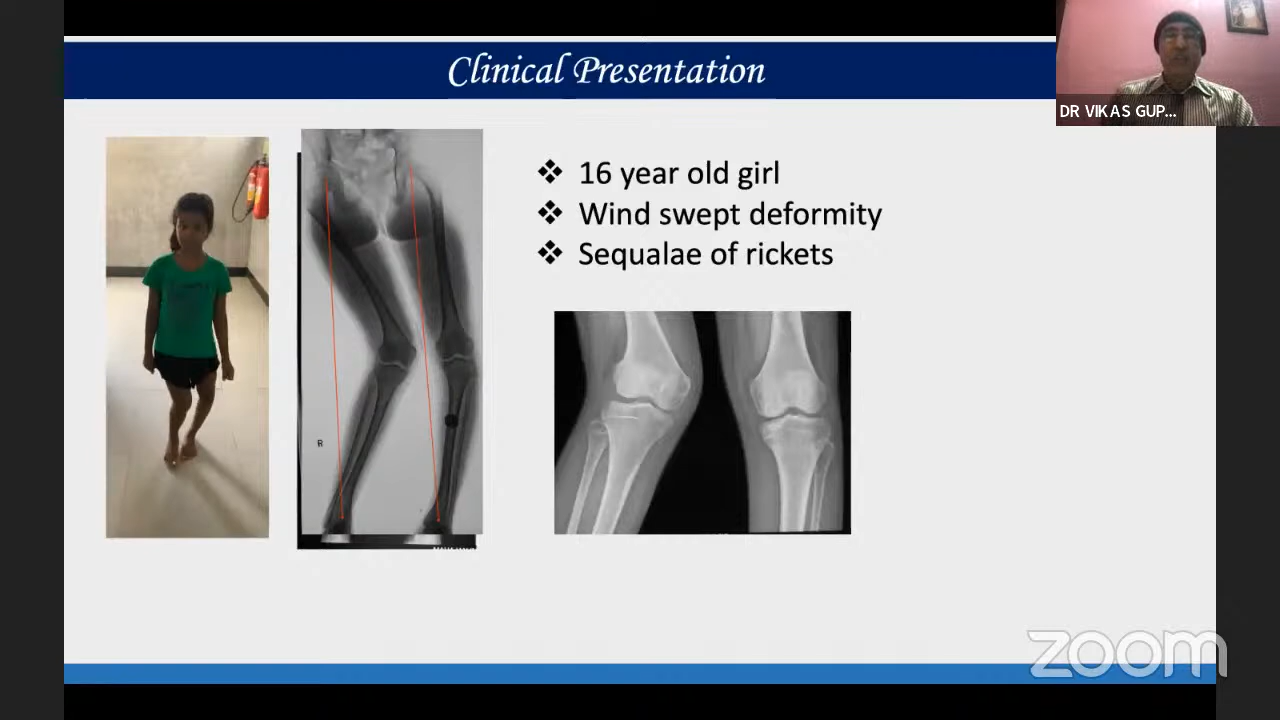 Clinical Presentation
DR VIKAS GUP...
❖ 16 year old girl
❖ Wind swept deformity
❖ Sequalae of rickets
R
zoom